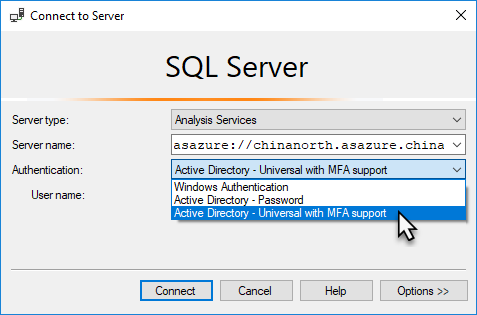 Connect to Server
SQL Server
Server type: Analysis Services
Server name: asazure://chinanorth.asazure.china
Authentication: Active Directory - Universal with MFA support
Windows Authentication
User name: Active Directory - Password
Active Directory - Universal with MFA support
Connect Cancel Help Options >>